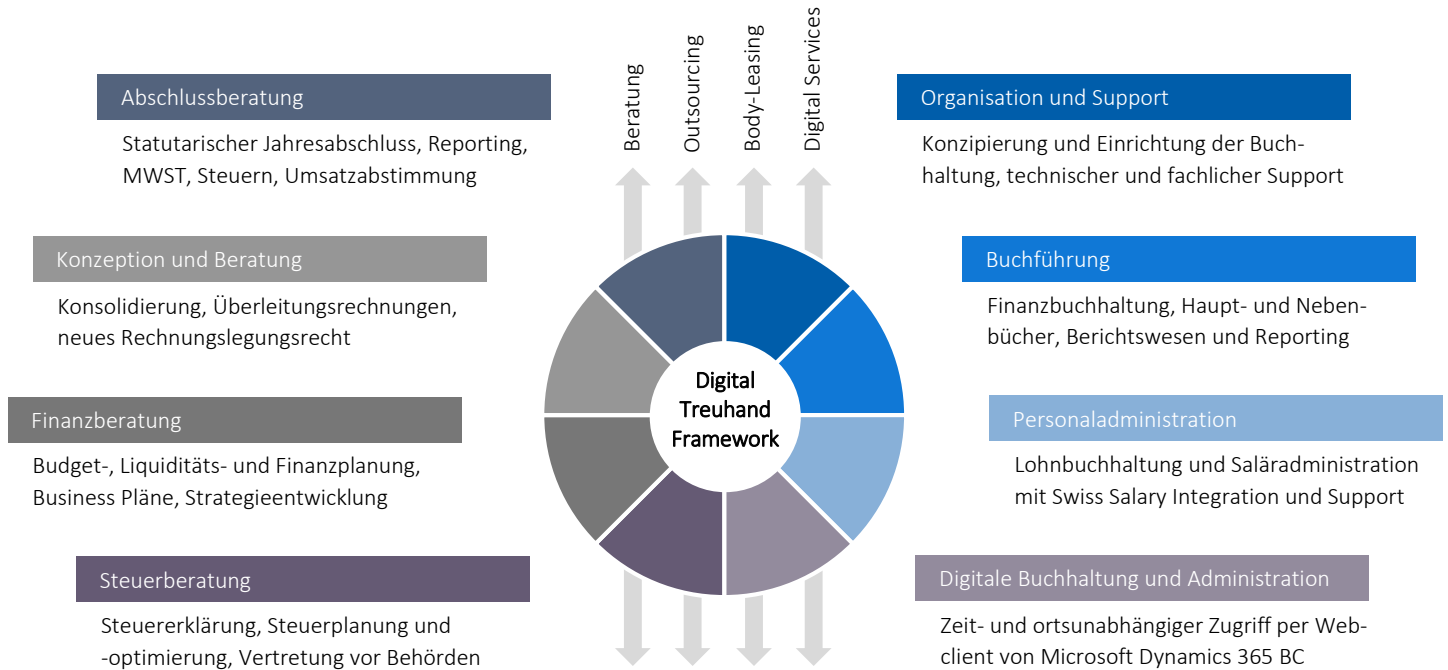 Beratung
Outsourcing
Body-Leasing
Digital Services
Abschlussberatung
Statutarischer Jahresabschluss, Reporting,
MWST, Steuern, Umsatzabstimmung
Konzeption und Beratung
Konsolidierung, Überleitungsrechnungen,
neues Rechnungslegungsrecht
Finanzberatung
Budget-, Liquiditäts- und Finanzplanung,
Business Pläne, Strategieentwicklung
Steuerberatung
Steuererklärung, Steuerplanung und
-optimierung, Vertretung vor Behörden
Digital
Treuhand
Framework
Organisation und Support
Konzipierung und Einrichtung der Buch-
haltung, technischer und fachlicher Support
Buchführung
Finanzbuchhaltung, Haupt- und Neben-
bücher, Berichtswesen und Reporting
Personaladministration
Lohnbuchhaltung und Saläradministration
mit Swiss Salary Integration und Support
Digitale Buchhaltung und Administration
Zeit- und ortsunabhängiger Zugriff per Web-
client von Microsoft Dynamics 365 BC